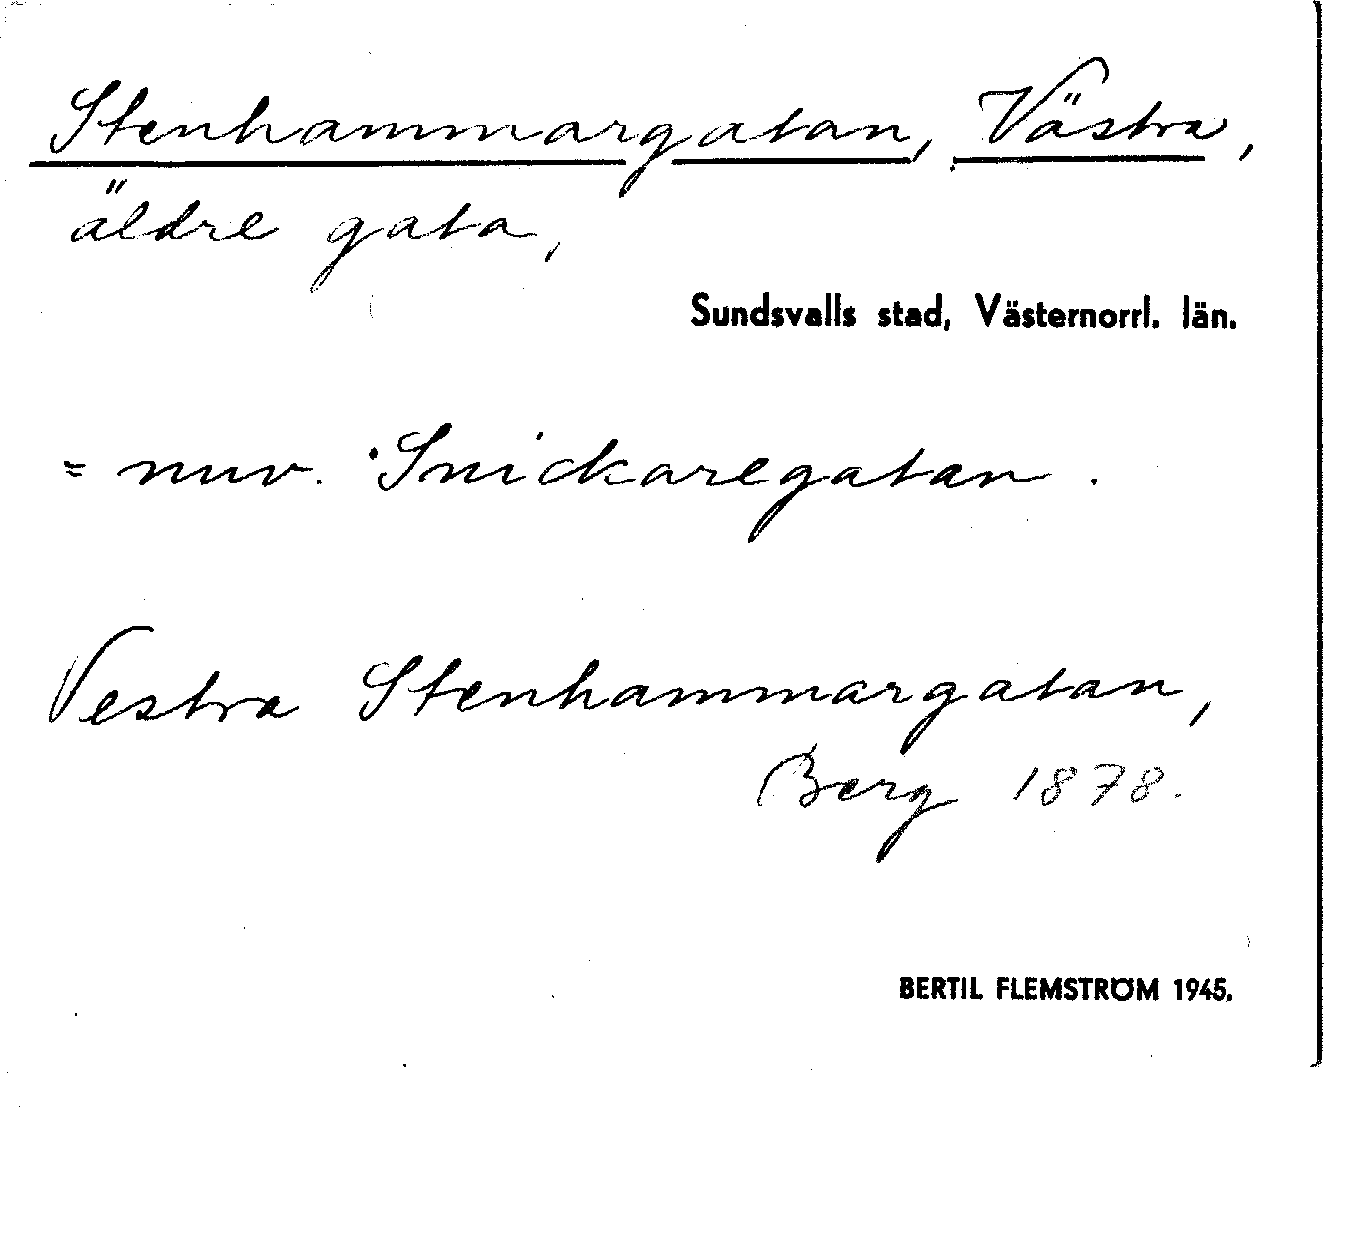 Stenhammargatan, Västra,
äldre gata,
Sundsvalls stad, Västernorrl. län.
= nuv. Snickaregatan.
Vestra Stenhammargatan,
Berg 1878.
BERTIL FLEMSTRÖM 1945.